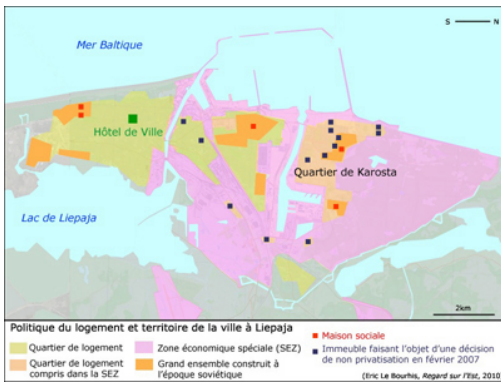 S N
Mer Baltique
Hôtel de Ville
Quartier de Karosta
Lac de Liepaja
2km
Politique du logement et territoire de la ville à Liepaja
Quartier de logement
Quartier de logement
compris dans la SEZ
Zone économique spéciale (SEZ)
Grand ensemble construit à
l'époque soviétique
Maison sociale
Immeuble faisant l'objet d'une décision
de non privatisation en février 2007
(Eric Le Bourhis, Regard sur l'Est, 2010)